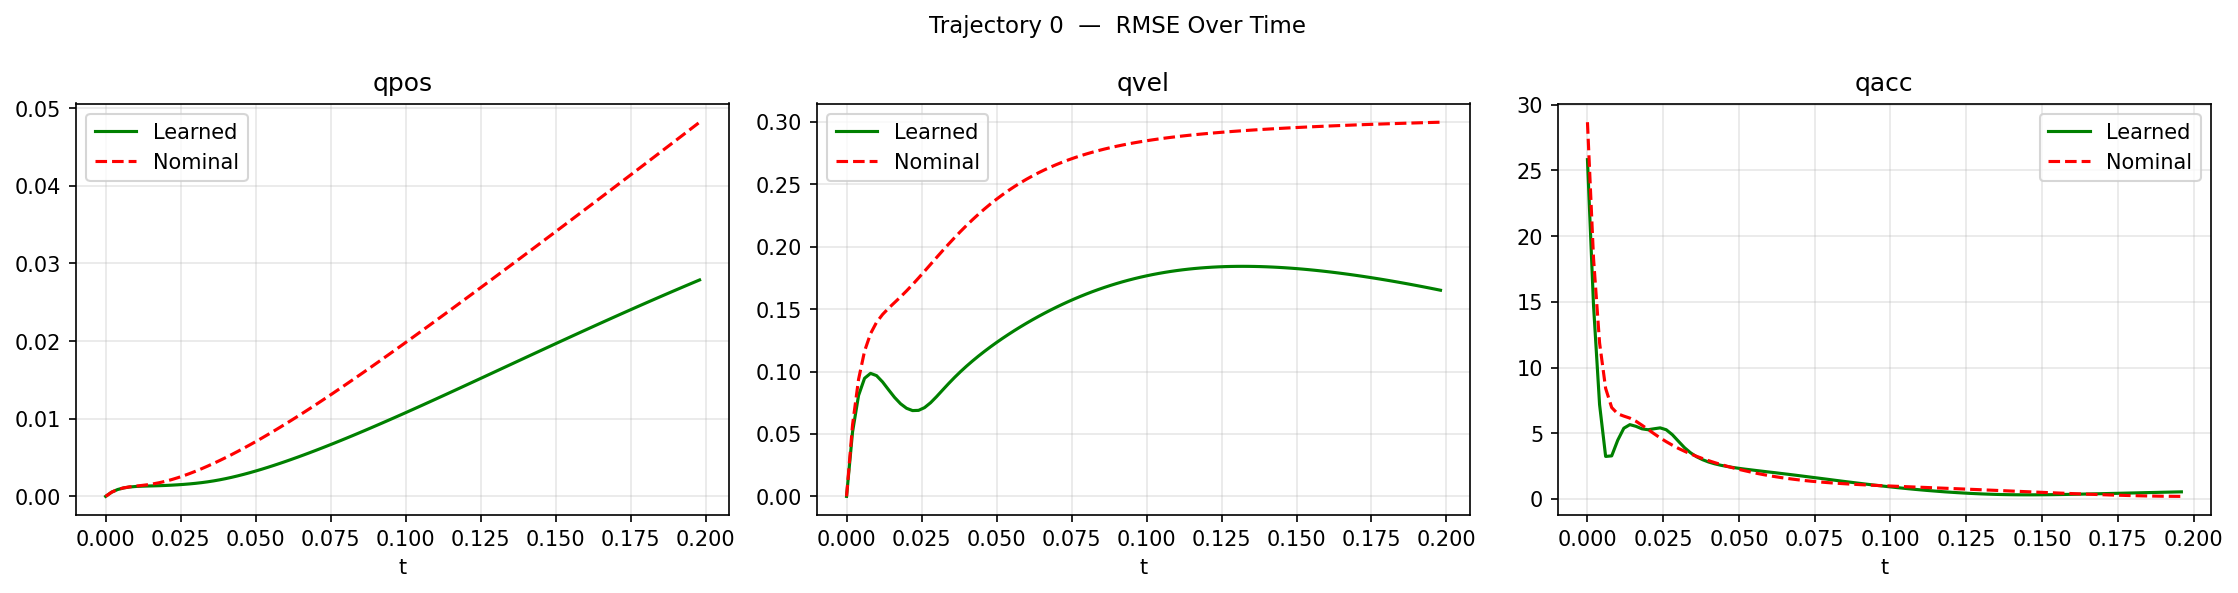 Trajectory 0 — RMSE Over Time
qpos
0.05
0.04
0.03
0.02
0.01
0.00
Learned
Nominal
0.000 0.025 0.050 0.075 0.100 0.125 0.150 0.175 0.200
t
qvel
0.30
0.25
0.20
0.15
0.10
0.05
0.00
Learned
Nominal
0.000 0.025 0.050 0.075 0.100 0.125 0.150 0.175 0.200
t
qacc
30
25
20
15
10
5
0
Learned
Nominal
0.000 0.025 0.050 0.075 0.100 0.125 0.150 0.175 0.200
t